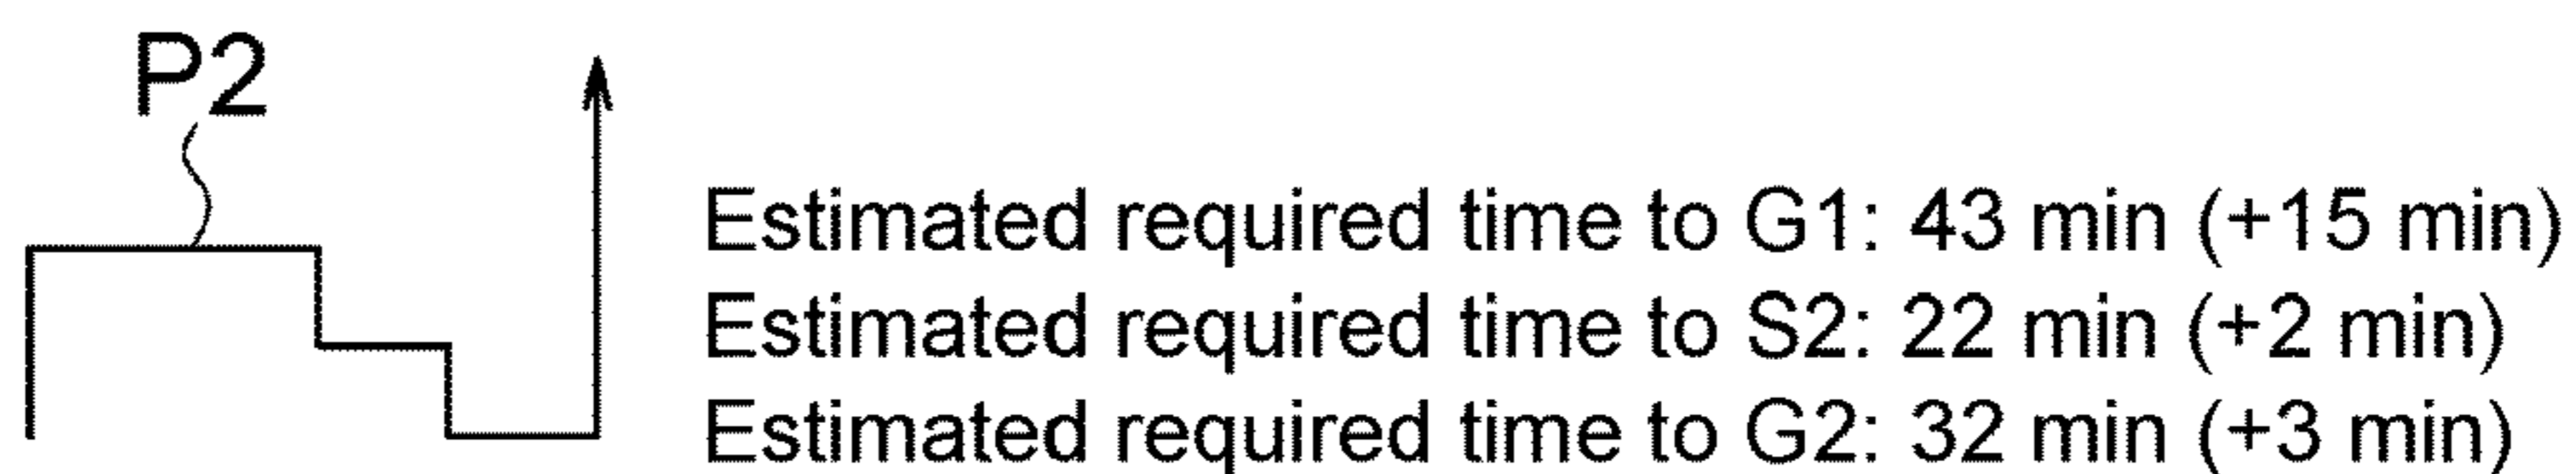 P2
Estimated required time to G1: 43 min (+15 min)
Estimated required time to S2: 22 min (+2 min)
Estimated required time to G2: 32 min (+3 min)